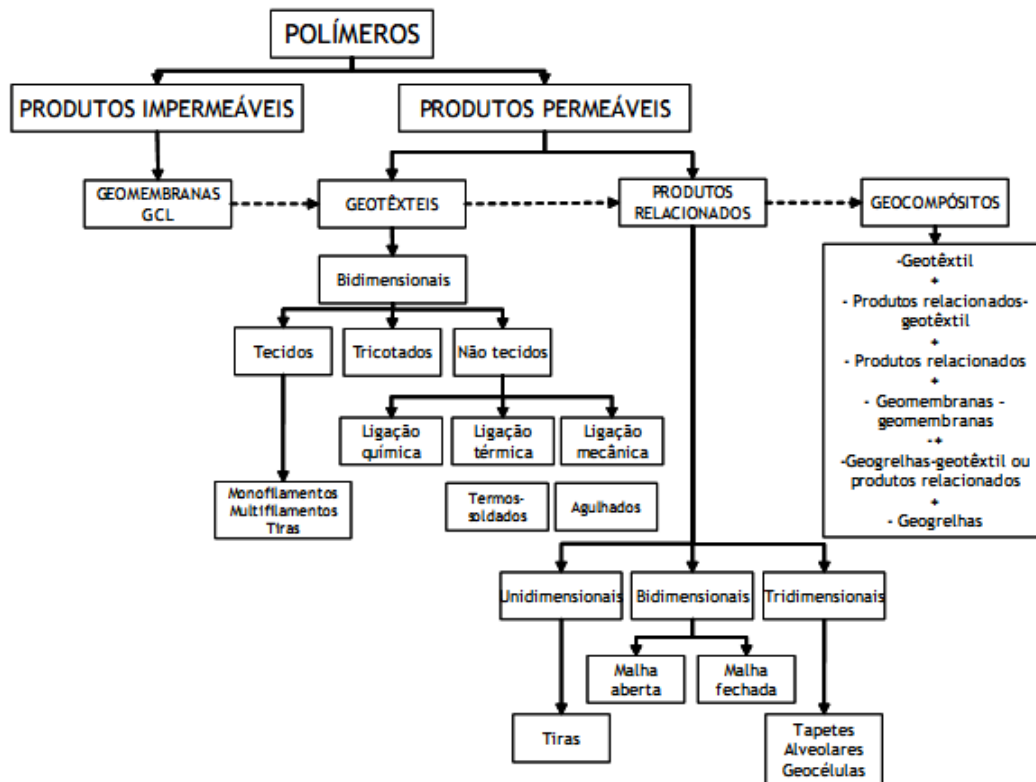 POLÍMEROS
PRODUTOS IMPERMEÁVEIS
PRODUTOS PERMEÁVEIS
GEOMEMBRANAS
GCL
GEOTÊXTEIS
PRODUTOS
RELACIONADOS
GEOCOMPÓSITOS
Bidimensionais
Tecidos
Tricotados
Não tecidos
Ligação
química
Ligação
térmica
Ligação
mecânica
Monofilamentos
Multifilamentos
Tiras
Termos-
soldados
Agulhados
-Geotêxtil
+
- Produtos relacionados-
geotêxtil
+
- Produtos relacionados
+
- Geomembranas –
geomembranas
-+
-Geogrelhas-geotêxtil ou
produtos relacionados
+
- Geogrelhas
Unidimensionais
Bidimensionais
Tridimensionais
Malha
aberta
Malha
fechada
Tiras
Tapetes
Alveolares
Geocélulas